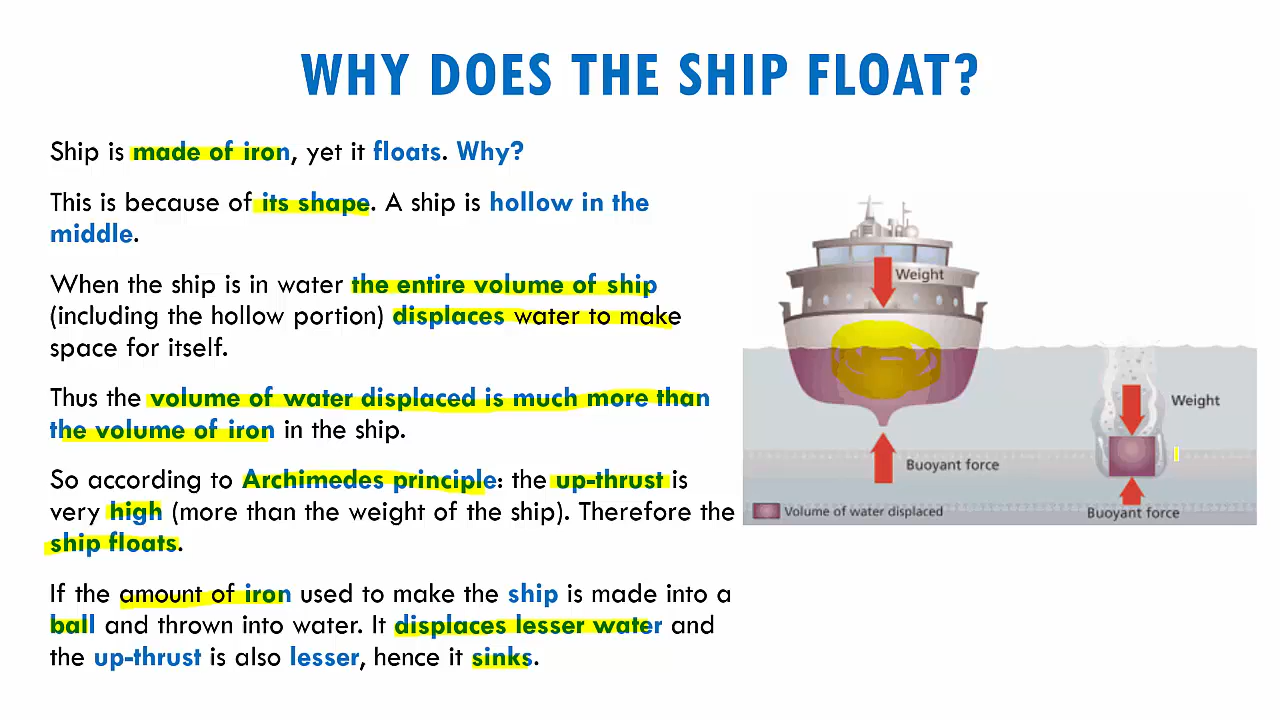 WHY DOES THE SHIP FLOAT?
Ship is made of iron, yet it floats. Why?
This is because of its shape. A ship is hollow in the
middle.
When the ship is in water the entire volume of ship
(including the hollow portion) displaces water to make
space for itself.
Thus the volume of water displaced is much more than
the volume of iron in the ship.
So according to Archimedes principle: the up-thrust is
very high (more than the weight of the ship). Therefore the
ship floats.
If the amount of iron used to make the ship is made into a
ball and thrown into water. It displaces lesser water and
the up-thrust is also lesser, hence it sinks.
Weight
Weight
Buoyant force
Volume of water displaced
Buoyant force